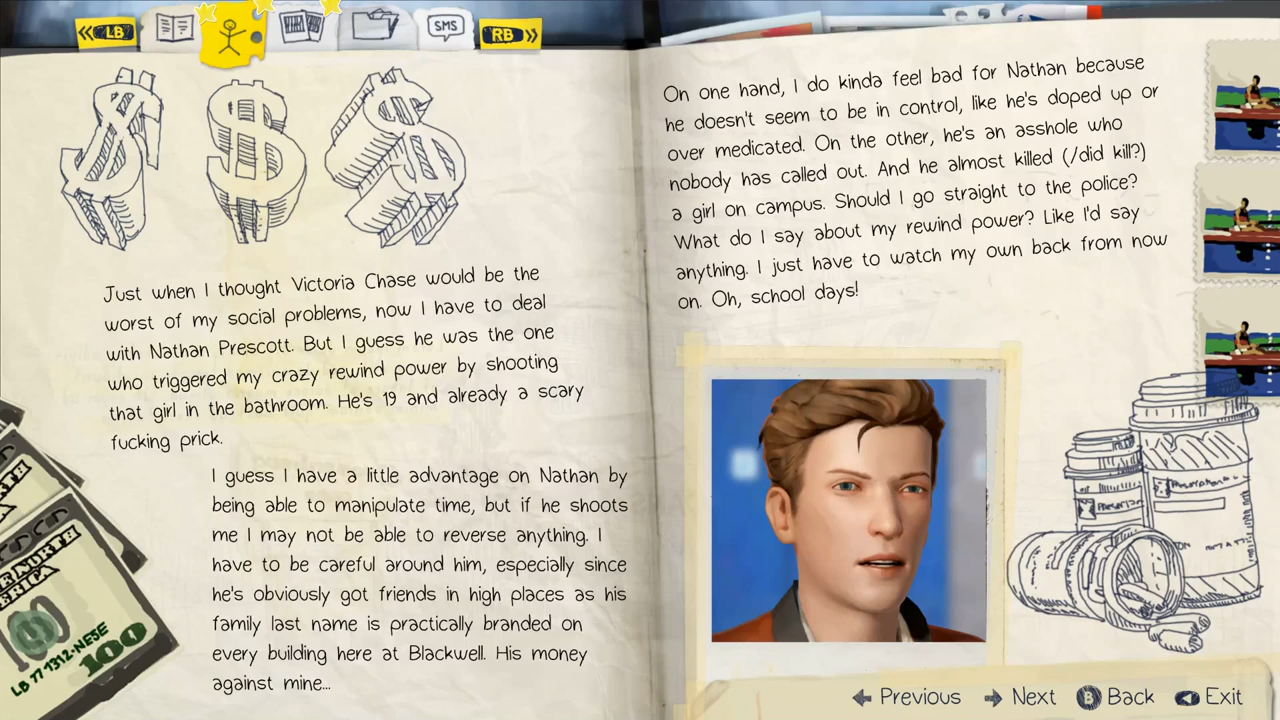 LB
SMS
RB
Just when I thought Victoria Chase would be the
worst of my social problems, now I have to deal
with Nathan Prescott. But I guess he was the one
who triggered my crazy rewind power by shooting
that girl in the bathroom. He's 19 and already a scary
fucking prick.
I guess I have a little advantage on Nathan by
being able to manipulate time, but if he shoots
me I may not be able to reverse anything. I
have to be careful around him, especially since
he's obviously got friends in high places as his
family last name is practically branded on
every building here at Blackwell. His money
against mine...
LB 77 1312-NESE
100
On one hand, I do kinda feel bad for Nathan because
he doesn't seem to be in control, like he's doped up or
over medicated. On the other, he's an asshole who
nobody has called out. And he almost killed (/did kill?)
a girl on campus. Should I go straight to the police?
What do I say about my rewind power? Like I'd say
anything. I just have to watch my own back from now
on. Oh, school days!
Previous Next B Back Exit